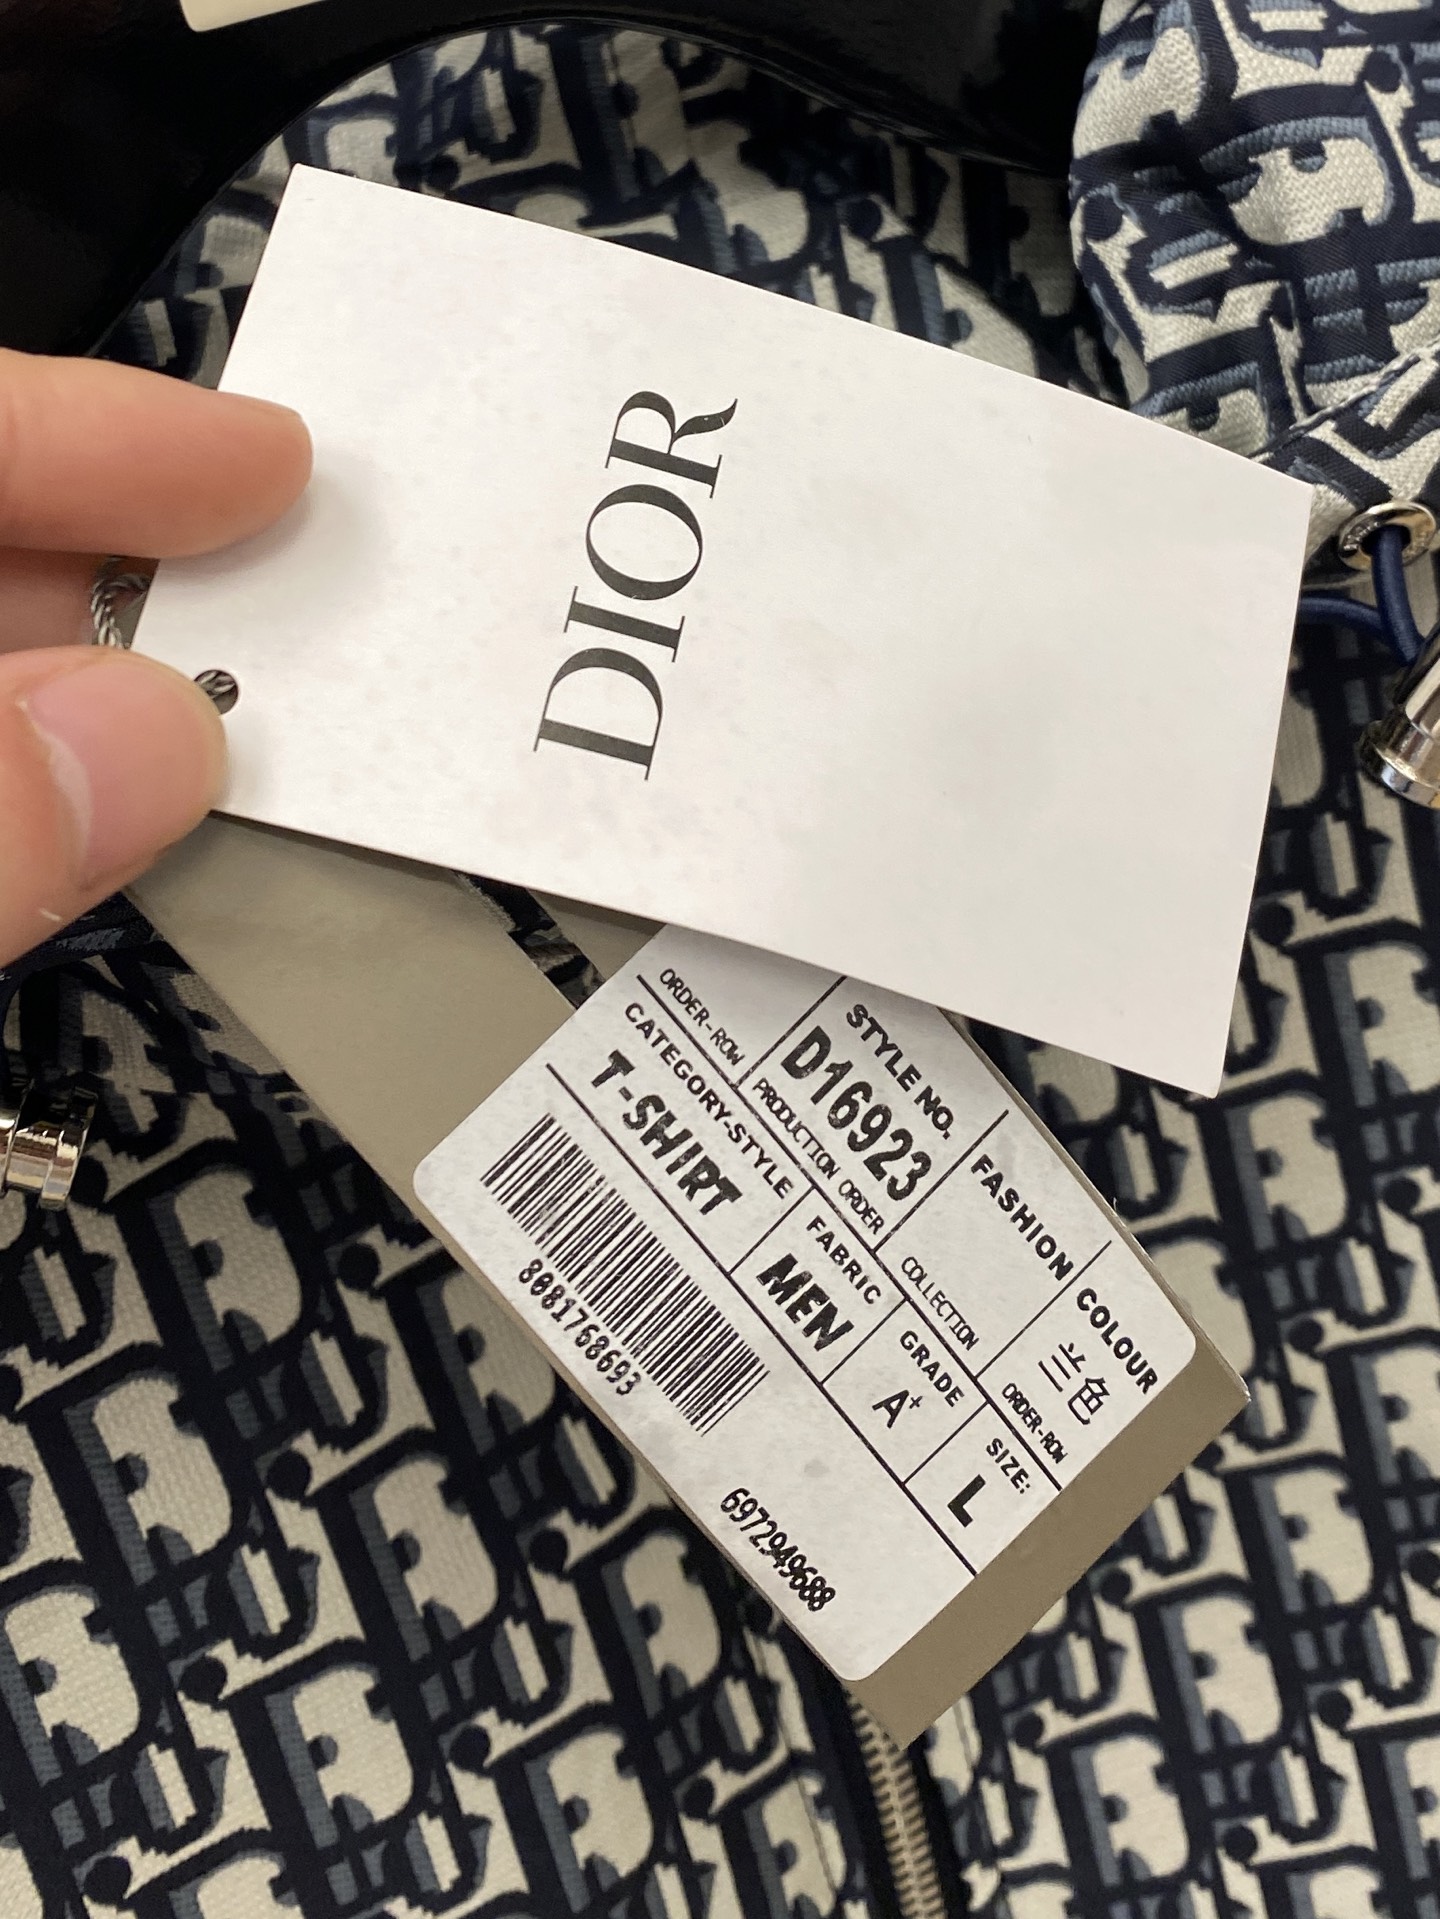 DIOR
STYLE NO.
D16923
FASHION COLOUR
兰色
ORDER-ROW
PRODUCTION ORDER
COLLECTION
ORDER-ROW
CATEGORY-STYLE
T-SHIRT
FABRIC
MEN
GRADE
A+
SIZE:
L
8081768693
6972949688